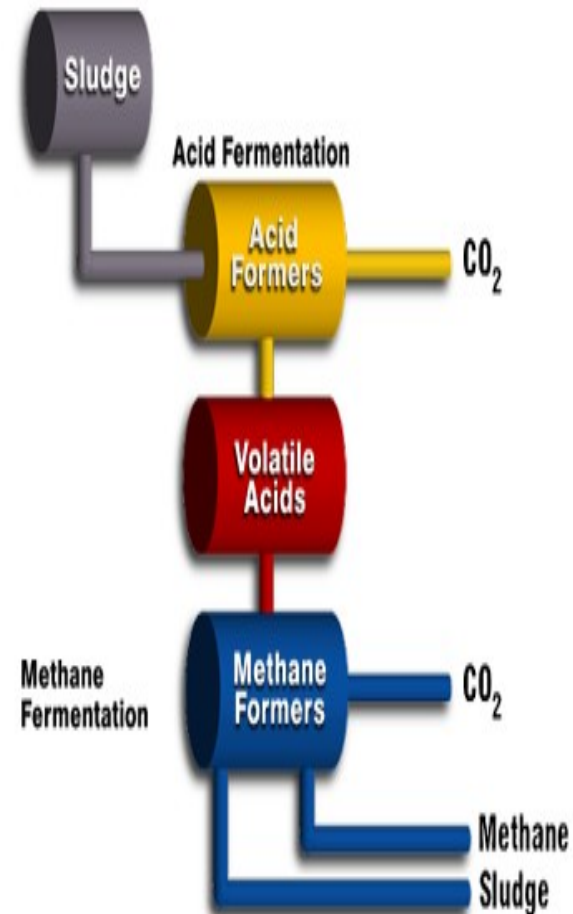 Sludge
Acid Fermentation
Acid
Formers
CO₂
Volatile
Acids
Methane
Fermentation
Methane
Formers
CO₂
Methane
Sludge